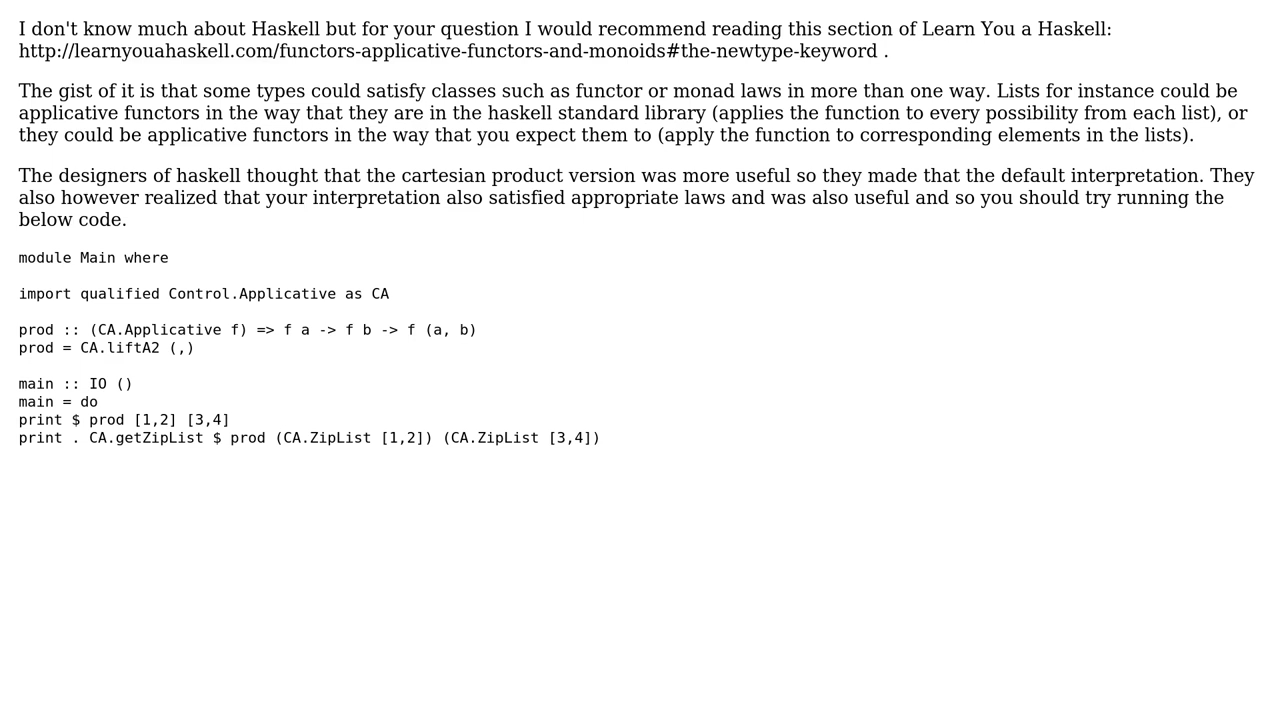 I don't know much about Haskell but for your question I would recommend reading this section of Learn You a Haskell:
http://learnyouahaskell.com/functors-applicative-functors-and-monoids#the-newtype-keyword .
The gist of it is that some types could satisfy classes such as functor or monad laws in more than one way. Lists for instance could be
applicative functors in the way that they are in the haskell standard library (applies the function to every possibility from each list), or
they could be applicative functors in the way that you expect them to (apply the function to corresponding elements in the lists).
The designers of haskell thought that the cartesian product version was more useful so they made that the default interpretation. They
also however realized that your interpretation also satisfied appropriate laws and was also useful and so you should try running the
below code.
module Main where
import qualified Control.Applicative as CA
prod :: (CA.Applicative f) => f a -> f b -> f (a, b)
prod = CA.liftA2 (,)
main :: IO ()
main = do
print $ prod [1,2] [3,4]
print . CA.getZipList $ prod (CA.ZipList [1,2]) (CA.ZipList [3,4])